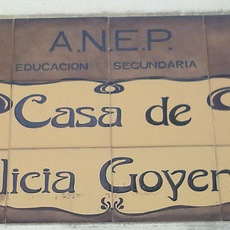 A.N.E.P.
EDUCACION SECUNDARIA
Casa de
licia Goyen